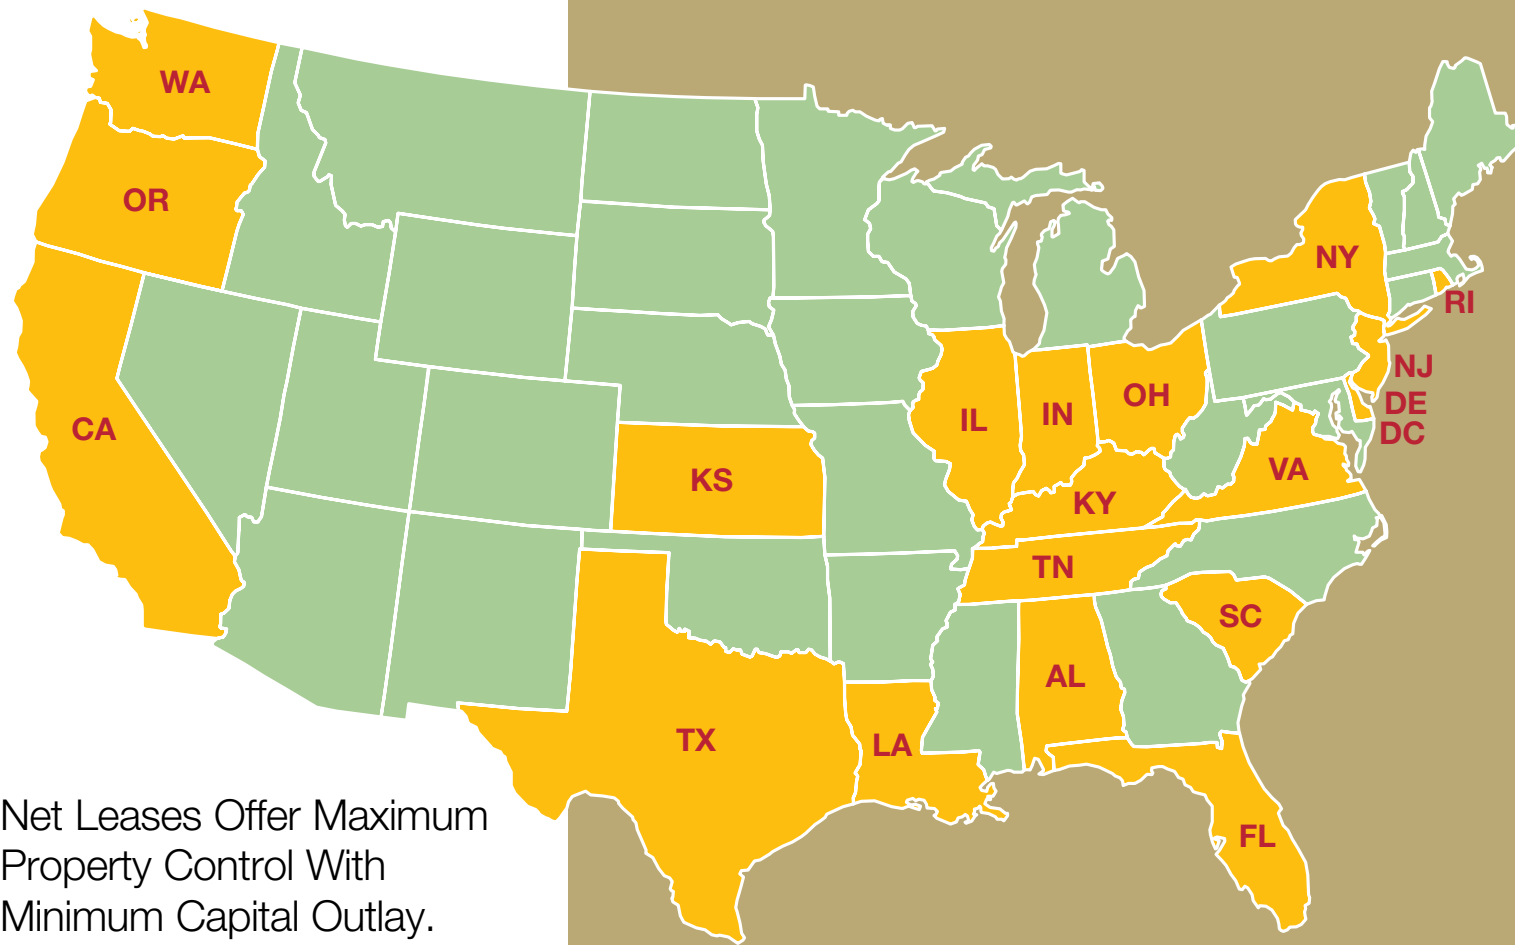 WA
OR
NY
RI
NJ
OH
DE
IN
IL
CA
DC
VA
KS
KY
TN
SC
AL
TX
LA
FL
Net Leases Offer Maximum
Property Control With
Minimum Capital Outlay.